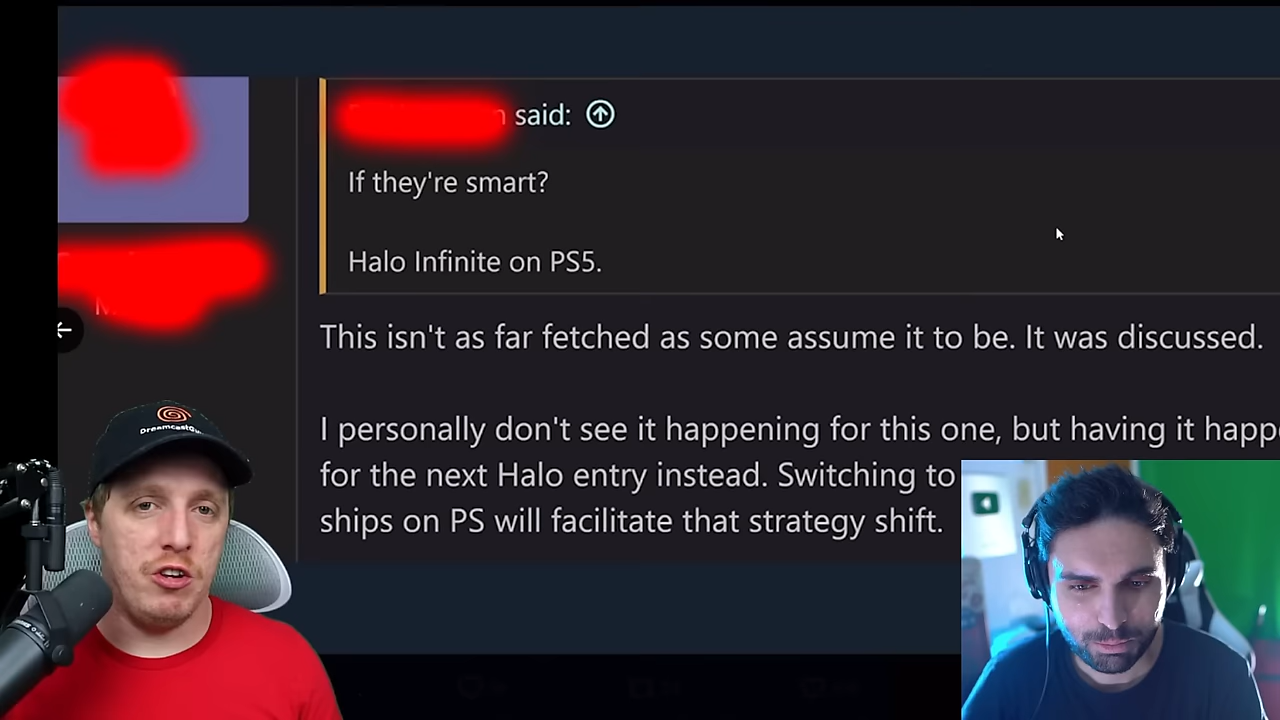 said:
If they're smart?
Halo Infinite on PS5.
This isn't as far fetched as some assume it to be. It was discussed.
I personally don't see it happening for this one, but having it happe
for the next Halo entry instead. Switching to
ships on PS will facilitate that strategy shift.